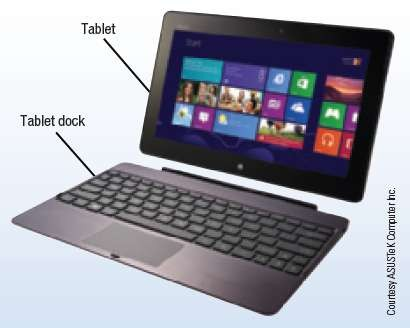 Tablet
Start
Tablet dock
Courtesy ASUSTeK Computer Inc.